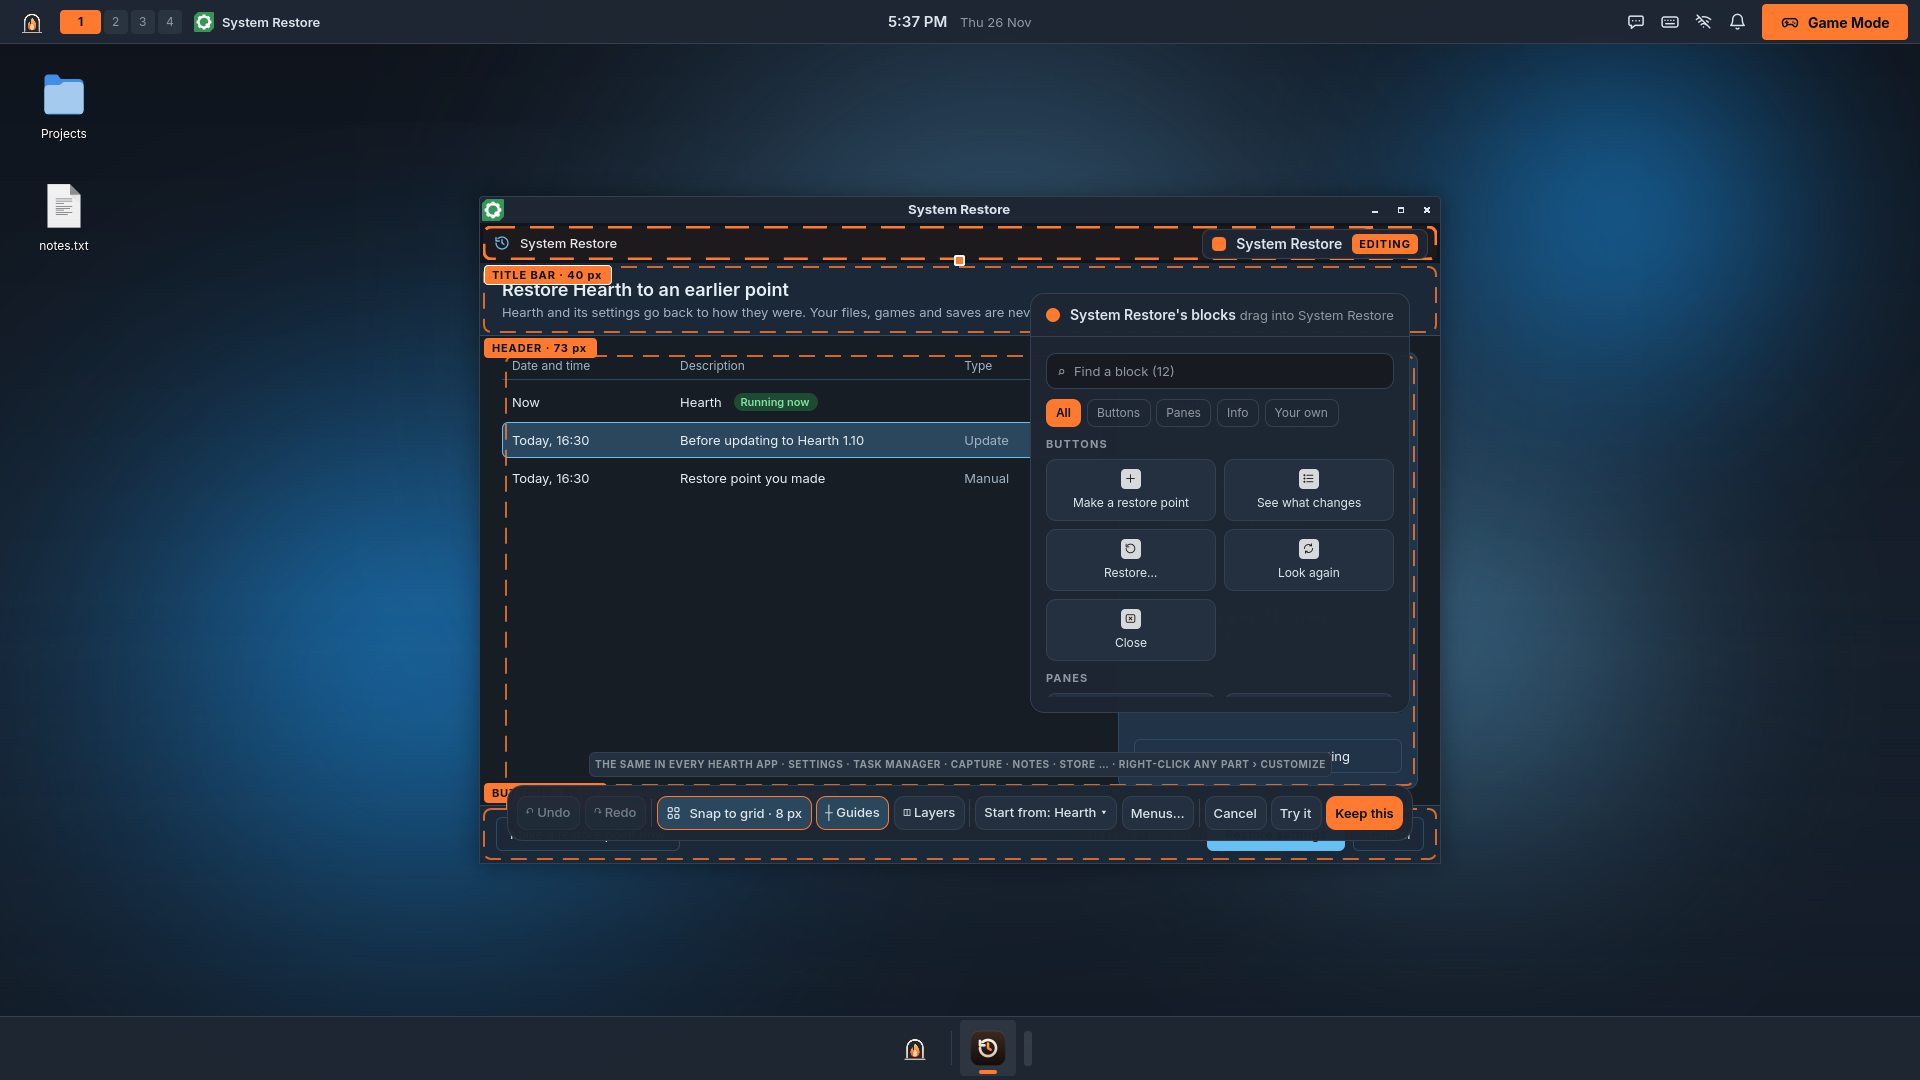 1 2 3 4 System Restore 5:37 PM Thu 26 Nov Game Mode
Projects
notes.txt
System Restore
System Restore
System Restore EDITING
TITLE BAR · 40 px
Restore Hearth to an earlier point
Hearth and its settings go back to how they were. Your files, games and saves are nev
HEADER · 73 px
Date and time Description Type
Now Hearth Running now
Today, 16:30 Before updating to Hearth 1.10 Update
Today, 16:30 Restore point you made Manual
System Restore's blocks drag into System Restore
Find a block (12)
All Buttons Panes Info Your own
BUTTONS
Make a restore point See what changes
Restore... Look again
Close
PANES
ing
THE SAME IN EVERY HEARTH APP · SETTINGS · TASK MANAGER · CAPTURE · NOTES · STORE ... · RIGHT-CLICK ANY PART › CUSTOMIZE
BU
Undo Redo Snap to grid · 8 px Guides Layers Start from: Hearth Menus... Cancel Try it Keep this